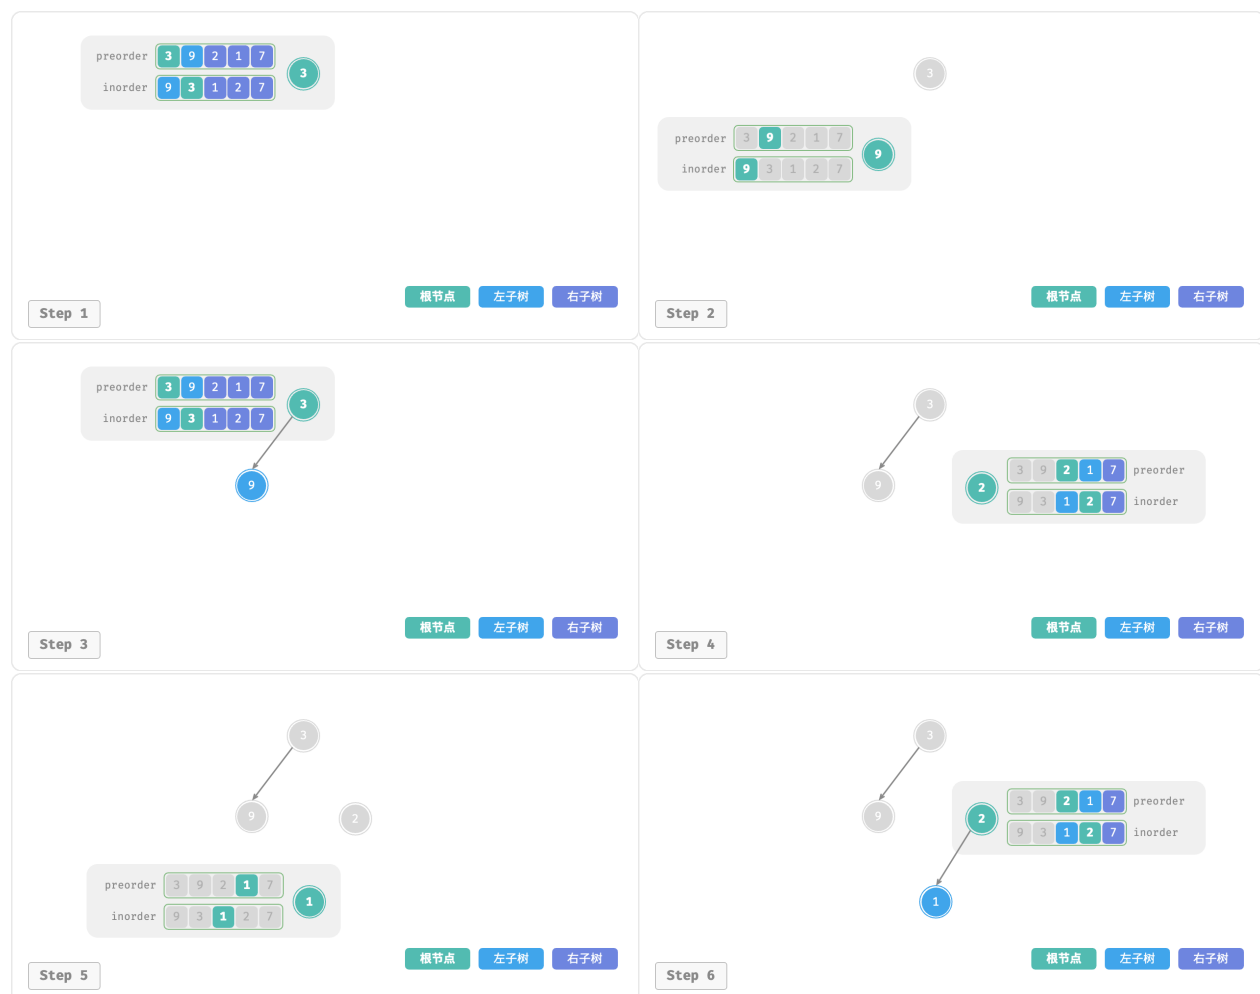 preorder 3 9 2 1 7
inorder 9 3 1 2 7
3
根节点 左子树 右子树
Step 1
3
preorder 3 9 2 1 7
inorder 9 3 1 2 7
9
根节点 左子树 右子树
Step 2
preorder 3 9 2 1 7
inorder 9 3 1 2 7
3
9
根节点 左子树 右子树
Step 3
3
9
2
3 9 2 1 7 preorder
9 3 1 2 7 inorder
根节点 左子树 右子树
Step 4
3
9
2
preorder 3 9 2 1 7
inorder 9 3 1 2 7
1
根节点 左子树 右子树
Step 5
3
9
2
3 9 2 1 7 preorder
9 3 1 2 7 inorder
1
根节点 左子树 右子树
Step 6